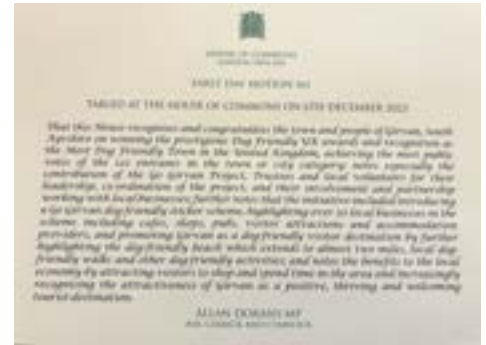 HOUSE OF COMMONS
EARLY DAY MOTION
TABLED AT THE HOUSE OF COMMONS ON DECEMBER 2023
That this House recognises and congratulates the town and people of Girvan, South
Ayrshire on winning the prestigious Dog Friendly UK awards and recognition as
the Most Dog Friendly Town in the United Kingdom, achieving the most public
votes of the entrants in the town or city category; notes especially the
contribution of the Go Girvan Project, Trustees and local volunteers for their
leadership, co-ordination of the project, and their involvement and partnership
working with local businesses; further notes that the initiative included introducing
a Go Girvan dog friendly sticker scheme, highlighting over local businesses in the
scheme including cafes, shops, pubs, visitor attractions and accommodation
providers, and promoting Girvan as a dog friendly visitor destination by further
highlighting the dog friendly beach which extends to almost two miles, local dog
friendly walks and other dog friendly activities; and notes the benefits to the local
economy by attracting visitors to shop and spend time in the area and increasingly
recognising the attractiveness of Girvan as a positive, thriving and welcoming
tourist destination.
ALLAN DORANS MP
AYR, CARRICK AND CUMNOCK